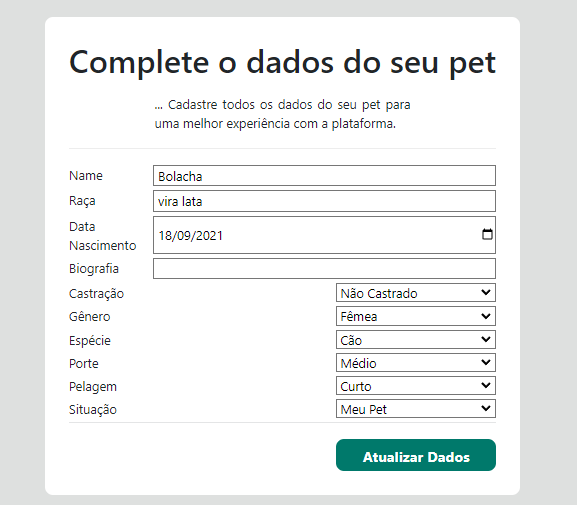 Complete o dados do seu pet
... Cadastre todos os dados do seu pet para
uma melhor experiência com a plataforma.
Name Bolacha
Raça vira lata
Data
Nascimento 18/09/2021
Biografia
Castração Não Castrado
Gênero Fêmea
Espécie Cão
Porte Médio
Pelagem Curto
Situação Meu Pet
Atualizar Dados